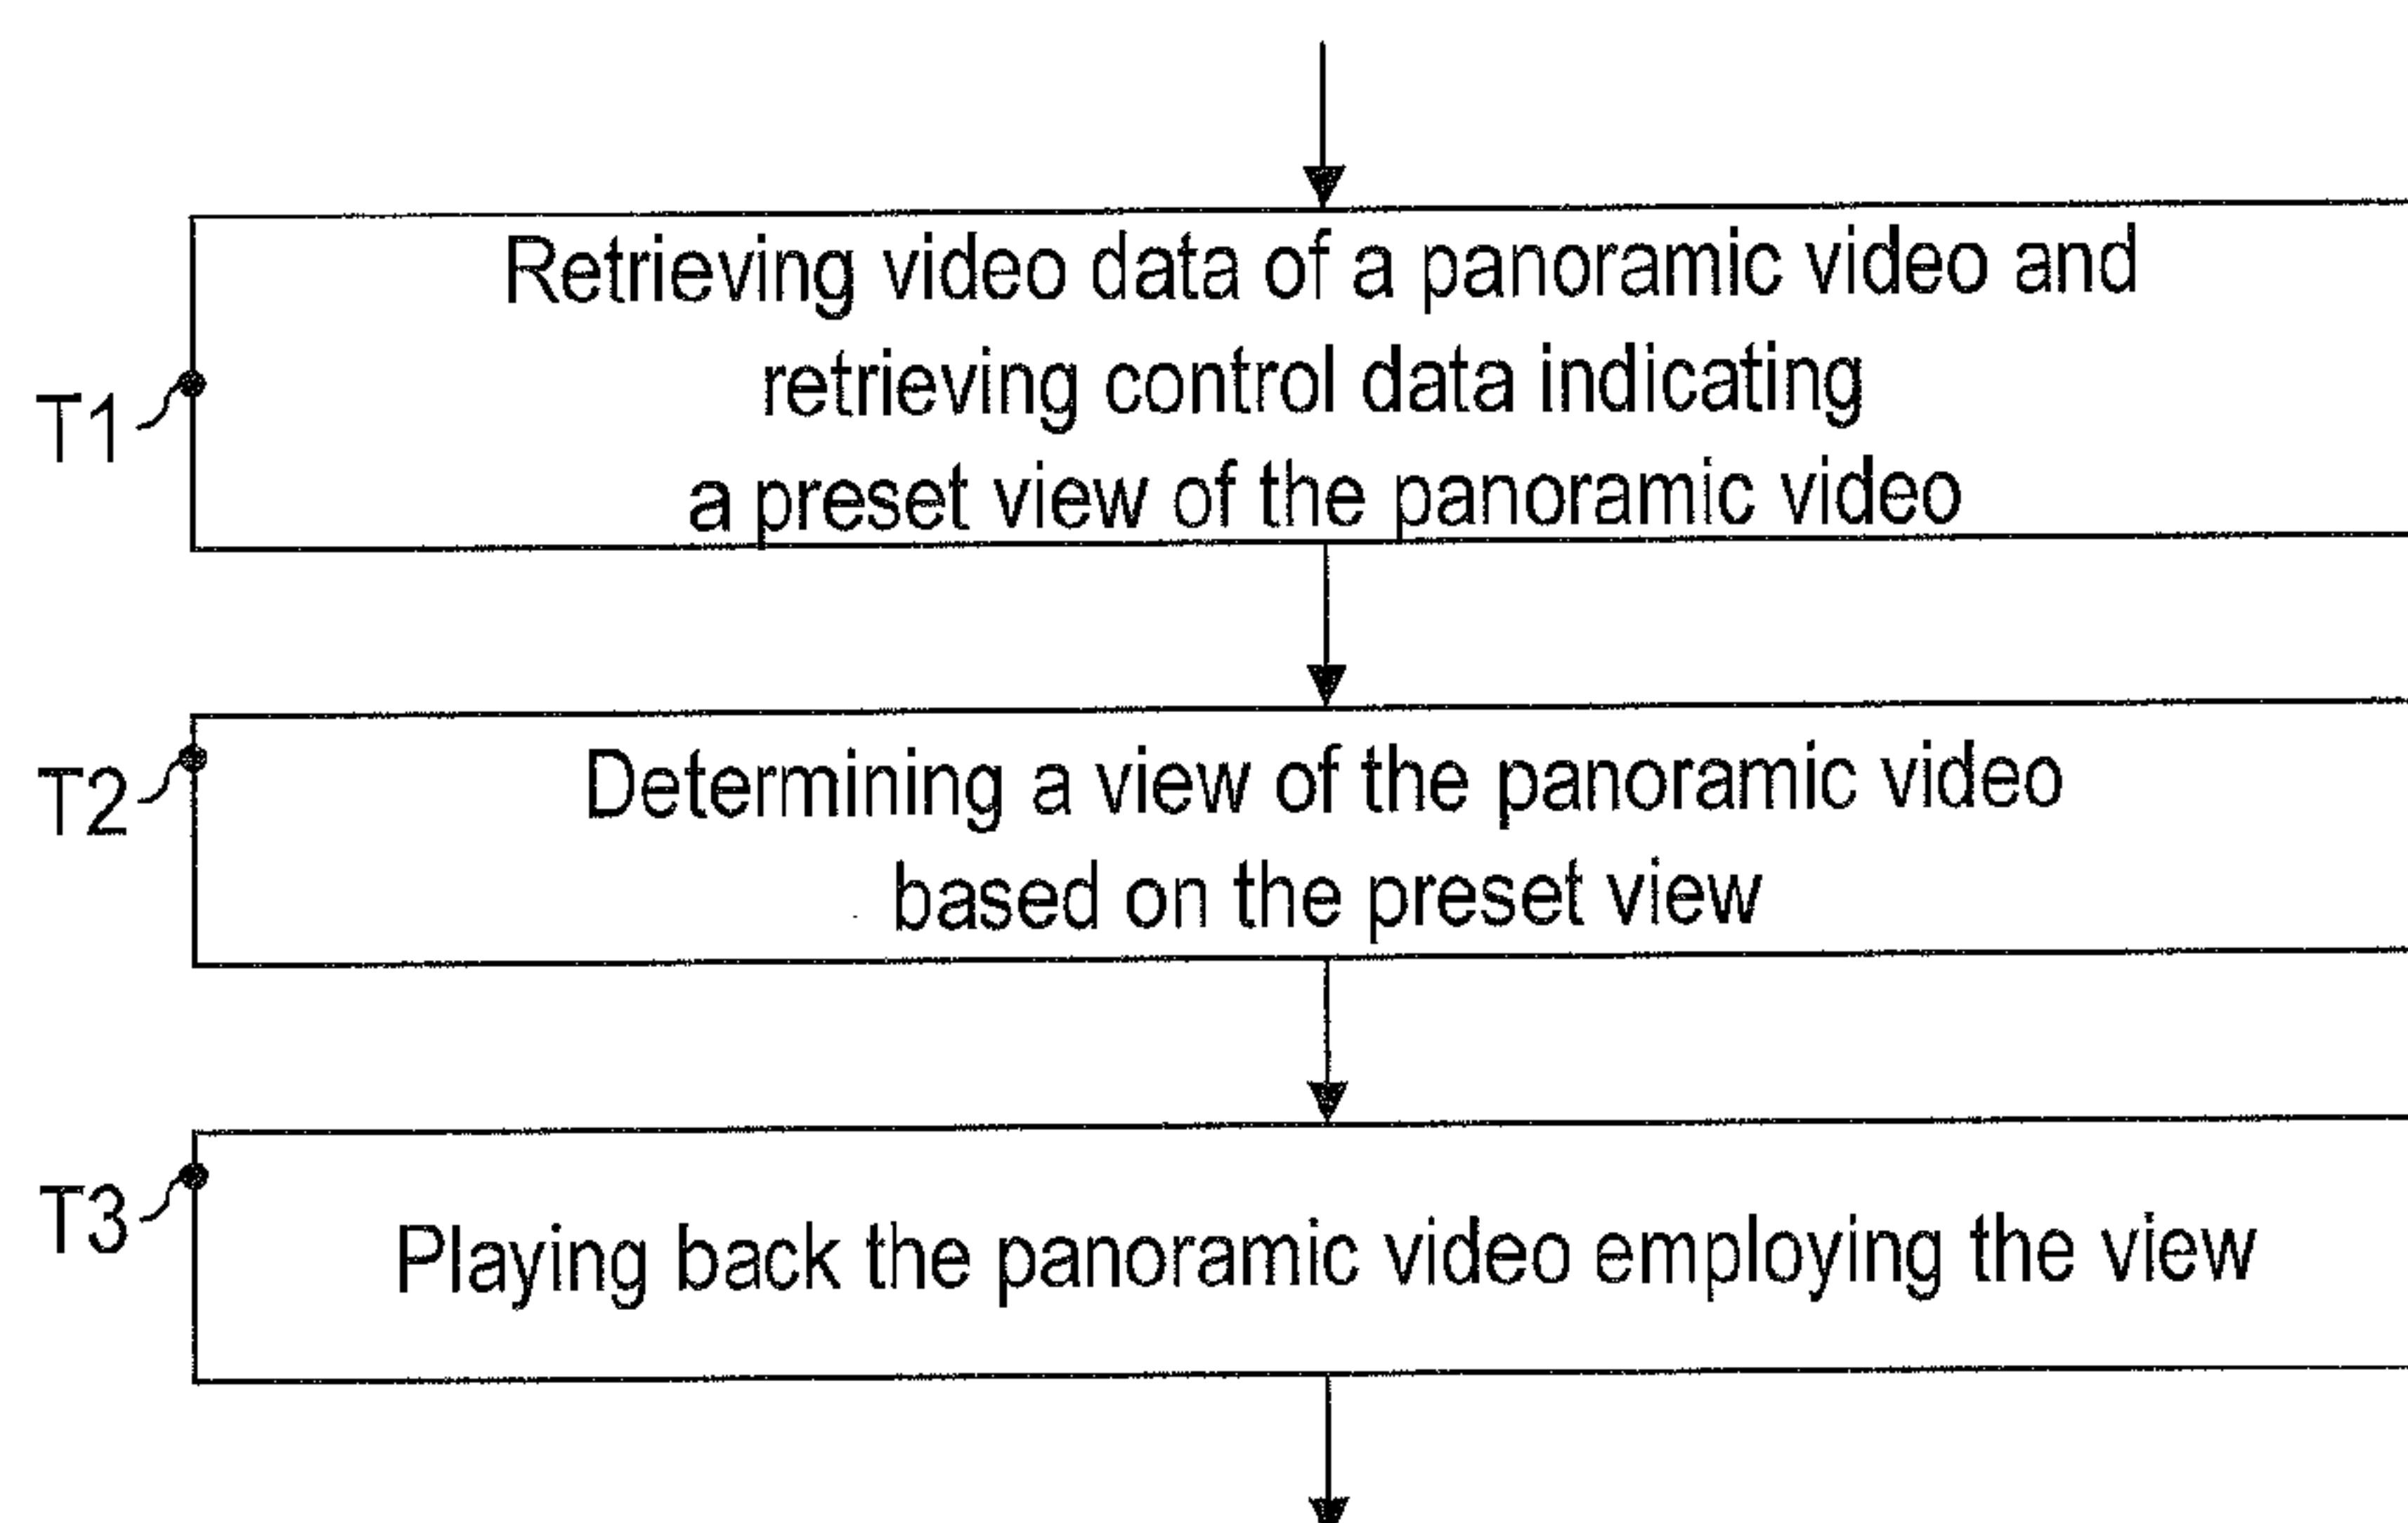 Retrieving video data of a panoramic video and
retrieving control data indicating
a preset view of the panoramic video
T1
Determining a view of the panoramic video
based on the preset view
T2
Playing back the panoramic video employing the view
T3